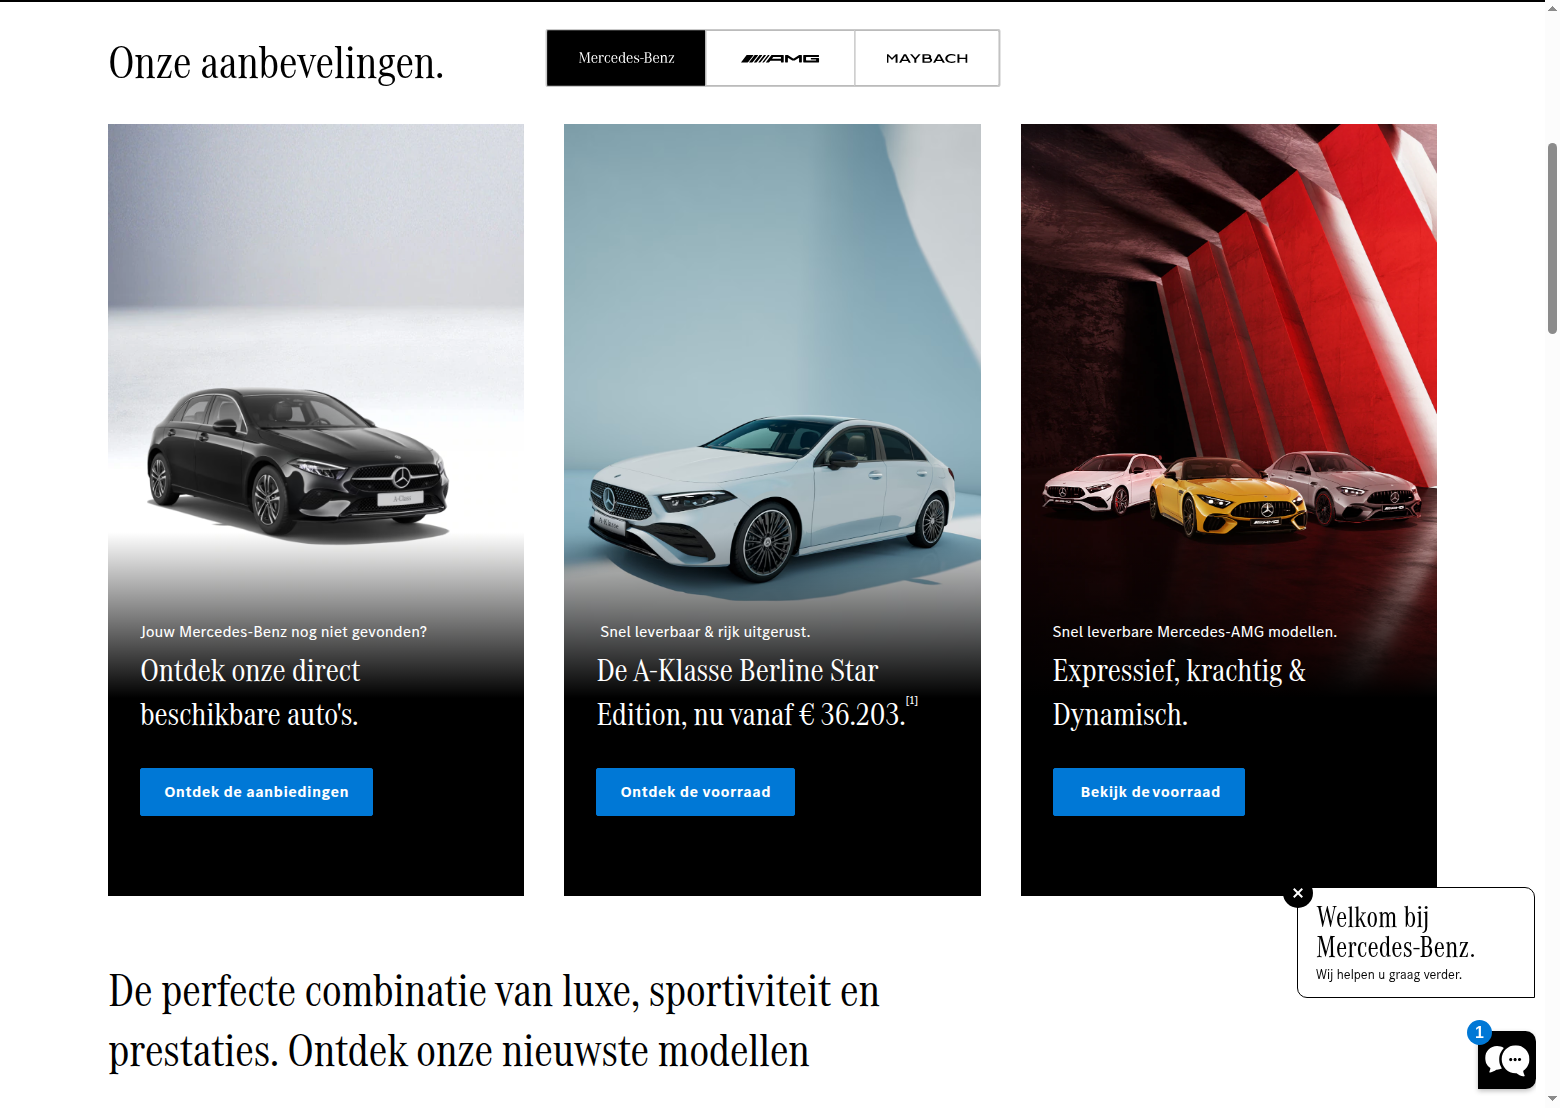 Onze aanbevelingen.
Mercedes-Benz
AMG
MAYBACH
A-Class
Jouw Mercedes-Benz nog niet gevonden?
Ontdek onze direct
beschikbare auto's.
Ontdek de aanbiedingen
A-Klasse
Snel leverbaar & rijk uitgerust.
De A-Klasse Berline Star
Edition, nu vanaf € 36.203.[1]
Ontdek de voorraad
AMG
Snel leverbare Mercedes-AMG modellen.
Expressief, krachtig &
Dynamisch.
Bekijk de voorraad
Welkom bij
Mercedes-Benz.
Wij helpen u graag verder.
1
De perfecte combinatie van luxe, sportiviteit en
prestaties. Ontdek onze nieuwste modellen